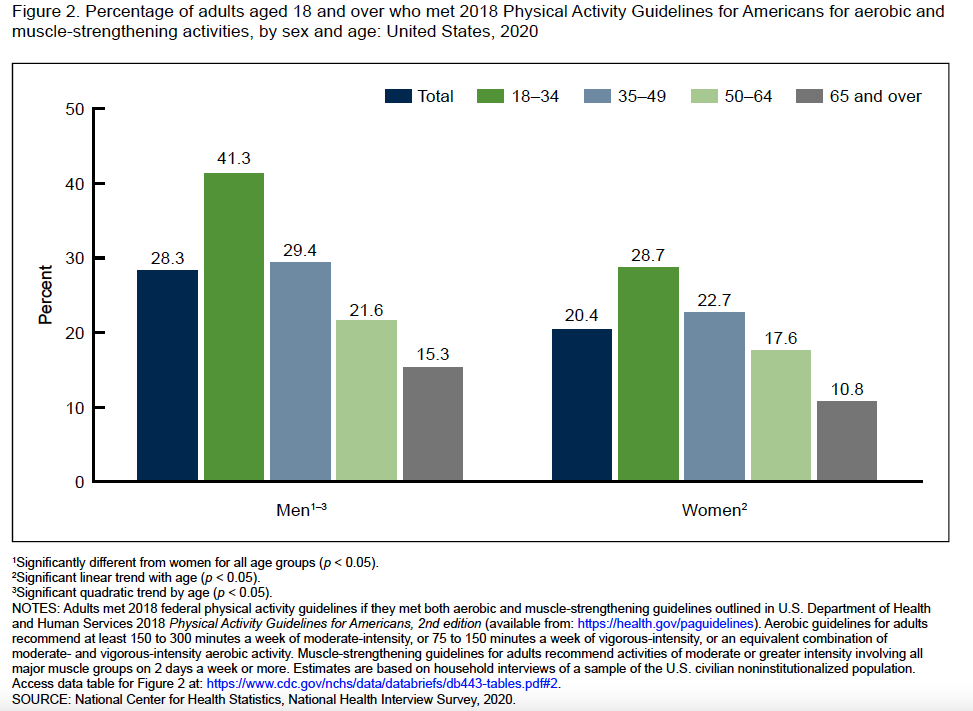 Figure 2. Percentage of adults aged 18 and over who met 2018 Physical Activity Guidelines for Americans for aerobic and
muscle-strengthening activities, by sex and age: United States, 2020
Total 18–34 35–49 50–64 65 and over
50
40
30
20
10
0
Percent
28.3
41.3
29.4
21.6
15.3
20.4
28.7
22.7
17.6
10.8
Men¹⁻³
Women²
¹Significantly different from women for all age groups (p < 0.05).
²Significant linear trend with age (p < 0.05).
³Significant quadratic trend by age (p < 0.05).
NOTES: Adults met 2018 federal physical activity guidelines if they met both aerobic and muscle-strengthening guidelines outlined in U.S. Department of Health
and Human Services 2018 Physical Activity Guidelines for Americans, 2nd edition (available from: https://health.gov/paguidelines). Aerobic guidelines for adults
recommend at least 150 to 300 minutes a week of moderate-intensity, or 75 to 150 minutes a week of vigorous-intensity, or an equivalent combination of
moderate- and vigorous-intensity aerobic activity. Muscle-strengthening guidelines for adults recommend activities of moderate or greater intensity involving all
major muscle groups on 2 days a week or more. Estimates are based on household interviews of a sample of the U.S. civilian noninstitutionalized population.
Access data table for Figure 2 at: https://www.cdc.gov/nchs/data/databriefs/db443-tables.pdf#2.
SOURCE: National Center for Health Statistics, National Health Interview Survey, 2020.